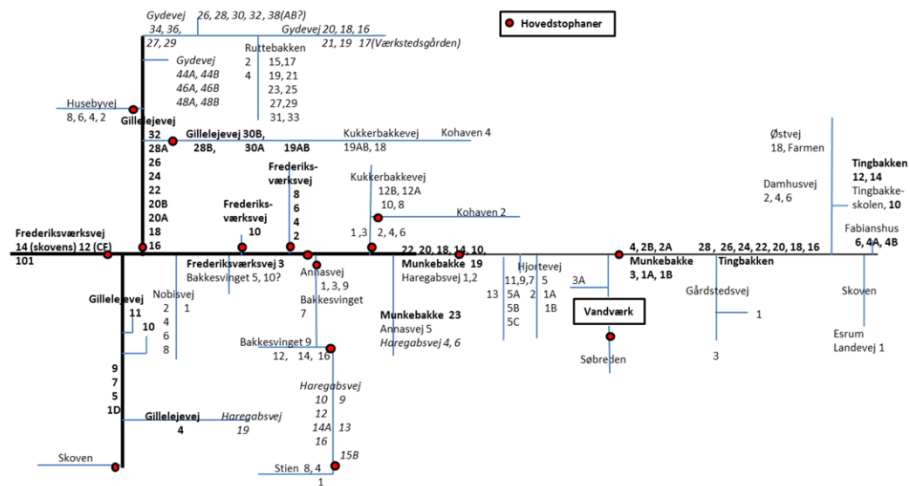 Gydevej 26, 28, 30, 32, 38(AB?)
34, 36,
27, 29
Gydevej 20, 18, 16
21, 19 17(Værkstedsgården)
Hovedstophaner
Ruttebakken
2 15,17
4 19, 21
23, 25
27,29
31, 33
Gydevej
44A, 44B
46A, 46B
48A, 48B
Husebyvej
8, 6, 4, 2
Gillelejevej
32
28A
26
24
22
20B
20A
18
16
Gillelejevej 30B,
28B, 30A 19AB
Kukkerbakkevej
19AB, 18
Kohaven 4
Frederiks-
værksvej
8
6
4
2
Kukkerbakkevej
12B, 12A
10, 8
Kohaven 2
1,3 2, 4, 6
Frederiks-
værksvej
10
Østvej
18, Farmen
Damhusvej
2, 4, 6
Tingbakken
12, 14
Tingbakke-
skolen, 10
Fabianshus
6, 4A, 4B
Frederiksværksvej
14 (skovens) 12 (CF)
101
22, 20, 18, 14, 10,
Munkebakke 19
Haregabsvej 1,2
4, 2B, 2A
Munkebakke
3, 1A, 1B
28 , 26, 24, 22, 20, 18, 16
Tingbakken
Frederiksværksvej 3
Bakkesvinget 5, 10?
Annasvej
1, 3, 9
Bakkesvinget
7
Gillelejevej
11
10
Nobisvej
2 1
4
6
8
Munkebakke 23
Annasvej 5
Haregabsvej 4, 6
Hjortevej
13
11,9,7
5A
5B
5C
5
2 1A
1B
3A
Vandværk
Søbreden
Gårdstedsvej
1
3
Skoven
Esrum
Landevej 1
Bakkesvinget 9
12, 14, 16
9
7
5
1D
Gillelejevej
4
Haregabsvej
19
Haregabsvej
10 9
12
14A 13
16
15B
Stien 8, 4
1
Skoven